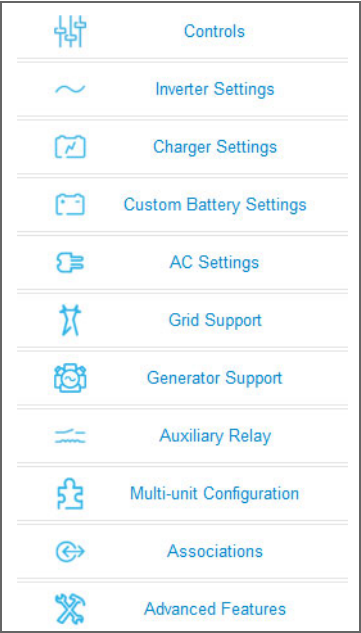 Controls
Inverter Settings
Charger Settings
Custom Battery Settings
AC Settings
Grid Support
Generator Support
Auxiliary Relay
Multi-unit Configuration
Associations
Advanced Features